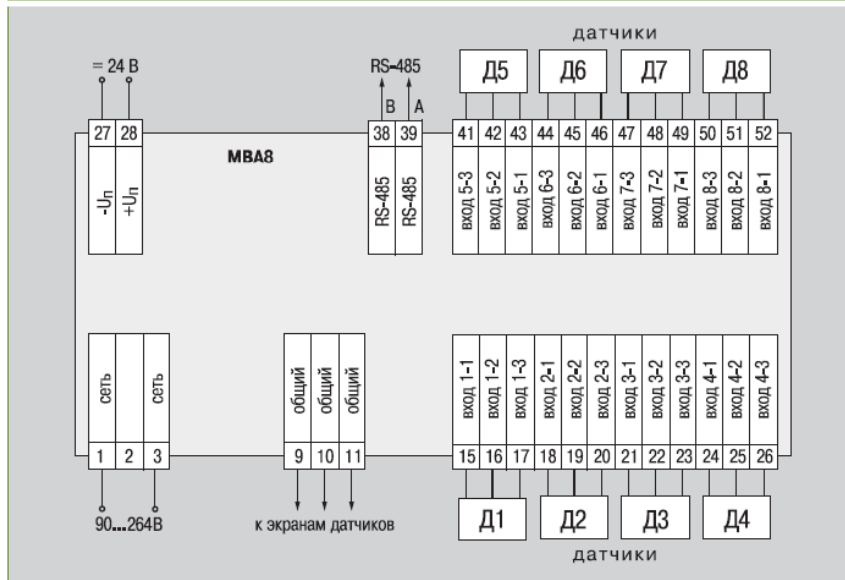 датчики
= 24 В
RS-485
Д5 Д6 Д7 Д8
В А
27 28 38 39 41 42 43 44 45 46 47 48 49 50 51 52
МВА8
-Uп +Uп RS-485 RS-485 вход 5-3 вход 5-2 вход 5-1 вход 6-3 вход 6-2 вход 6-1 вход 7-3 вход 7-2 вход 7-1 вход 8-3 вход 8-2 вход 8-1
сеть сеть общий общий общий вход 1-1 вход 1-2 вход 1-3 вход 2-1 вход 2-2 вход 2-3 вход 3-1 вход 3-2 вход 3-3 вход 4-1 вход 4-2 вход 4-3
1 2 3 9 10 11 15 16 17 18 19 20 21 22 23 24 25 26
90...264В
к экранам датчиков
Д1 Д2 Д3 Д4
датчики